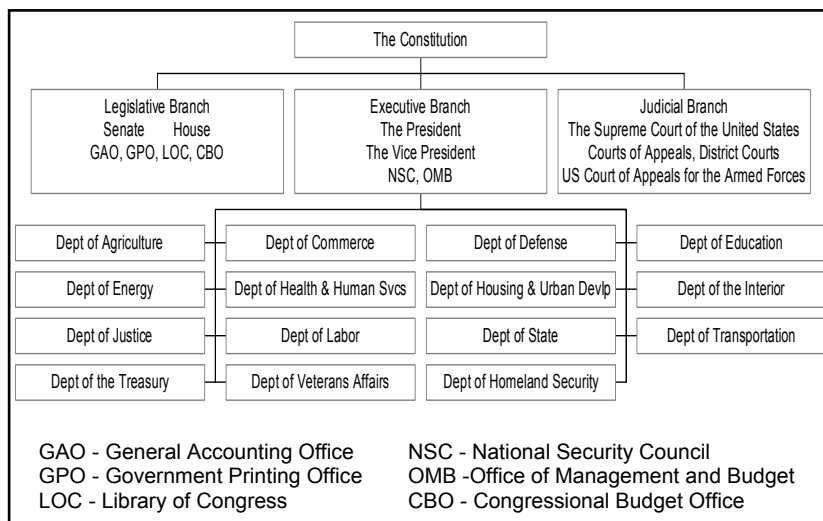 The Constitution
Legislative Branch
Senate House
GAO, GPO, LOC, CBO
Executive Branch
The President
The Vice President
NSC, OMB
Judicial Branch
The Supreme Court of the United States
Courts of Appeals, District Courts
US Court of Appeals for the Armed Forces
Dept of Agriculture
Dept of Commerce
Dept of Defense
Dept of Education
Dept of Energy
Dept of Health & Human Svcs
Dept of Housing & Urban Devlp
Dept of the Interior
Dept of Justice
Dept of Labor
Dept of State
Dept of Transportation
Dept of the Treasury
Dept of Veterans Affairs
Dept of Homeland Security
GAO - General Accounting Office
GPO - Government Printing Office
LOC - Library of Congress
NSC - National Security Council
OMB -Office of Management and Budget
CBO - Congressional Budget Office